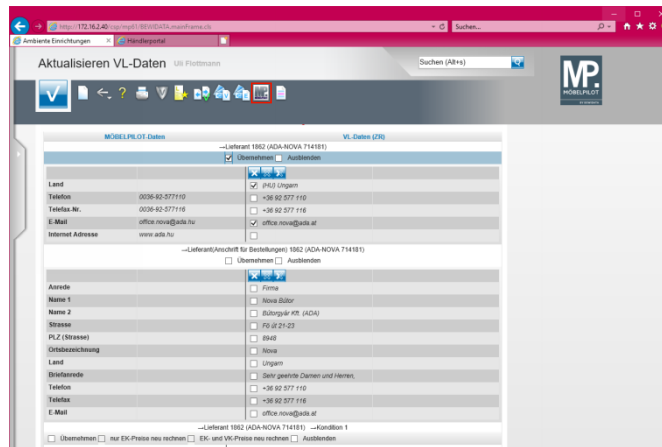 http://172.16.2.40/csp/mp61/BEWIDATA.mainFrame.cls
Suchen...
Ambiente Einrichtungen
Händlerportal
Aktualisieren VL-Daten Uli Flottmann
Suchen (Alt+s)
MP.
MÖBELPILOT
MÖBELPILOT-Daten VL-Daten (ZR)
→Lieferant 1862 (ADA-NOVA 714181)
Übernehmen Ausblenden
Land (HU) Ungarn
Telefon 0036-92-577110 +36 92 577 110
Telefax-Nr. 0036-92-577116 +36 92 577 116
E-Mail office.nova@ada.hu office.nova@ada.at
Internet Adresse www.ada.hu
→Lieferant(Anschrift für Bestellungen) 1862 (ADA-NOVA 714181)
Übernehmen Ausblenden
Anrede Firma
Name 1 Nova Bútor
Name 2 Bútorgyár Kft. (ADA)
Strasse Fö út 21-23
PLZ (Strasse) 8948
Ortsbezeichnung Nova
Land Ungarn
Briefanrede Sehr geehrte Damen und Herren,
Telefon +36 92 577 110
Telefax +36 92 577 116
E-Mail office.nova@ada.at
→Lieferant 1862 (ADA-NOVA 714181) →Kondition 1
Übernehmen nur EK-Preise neu rechnen EK- und VK-Preise neu rechnen Ausblenden